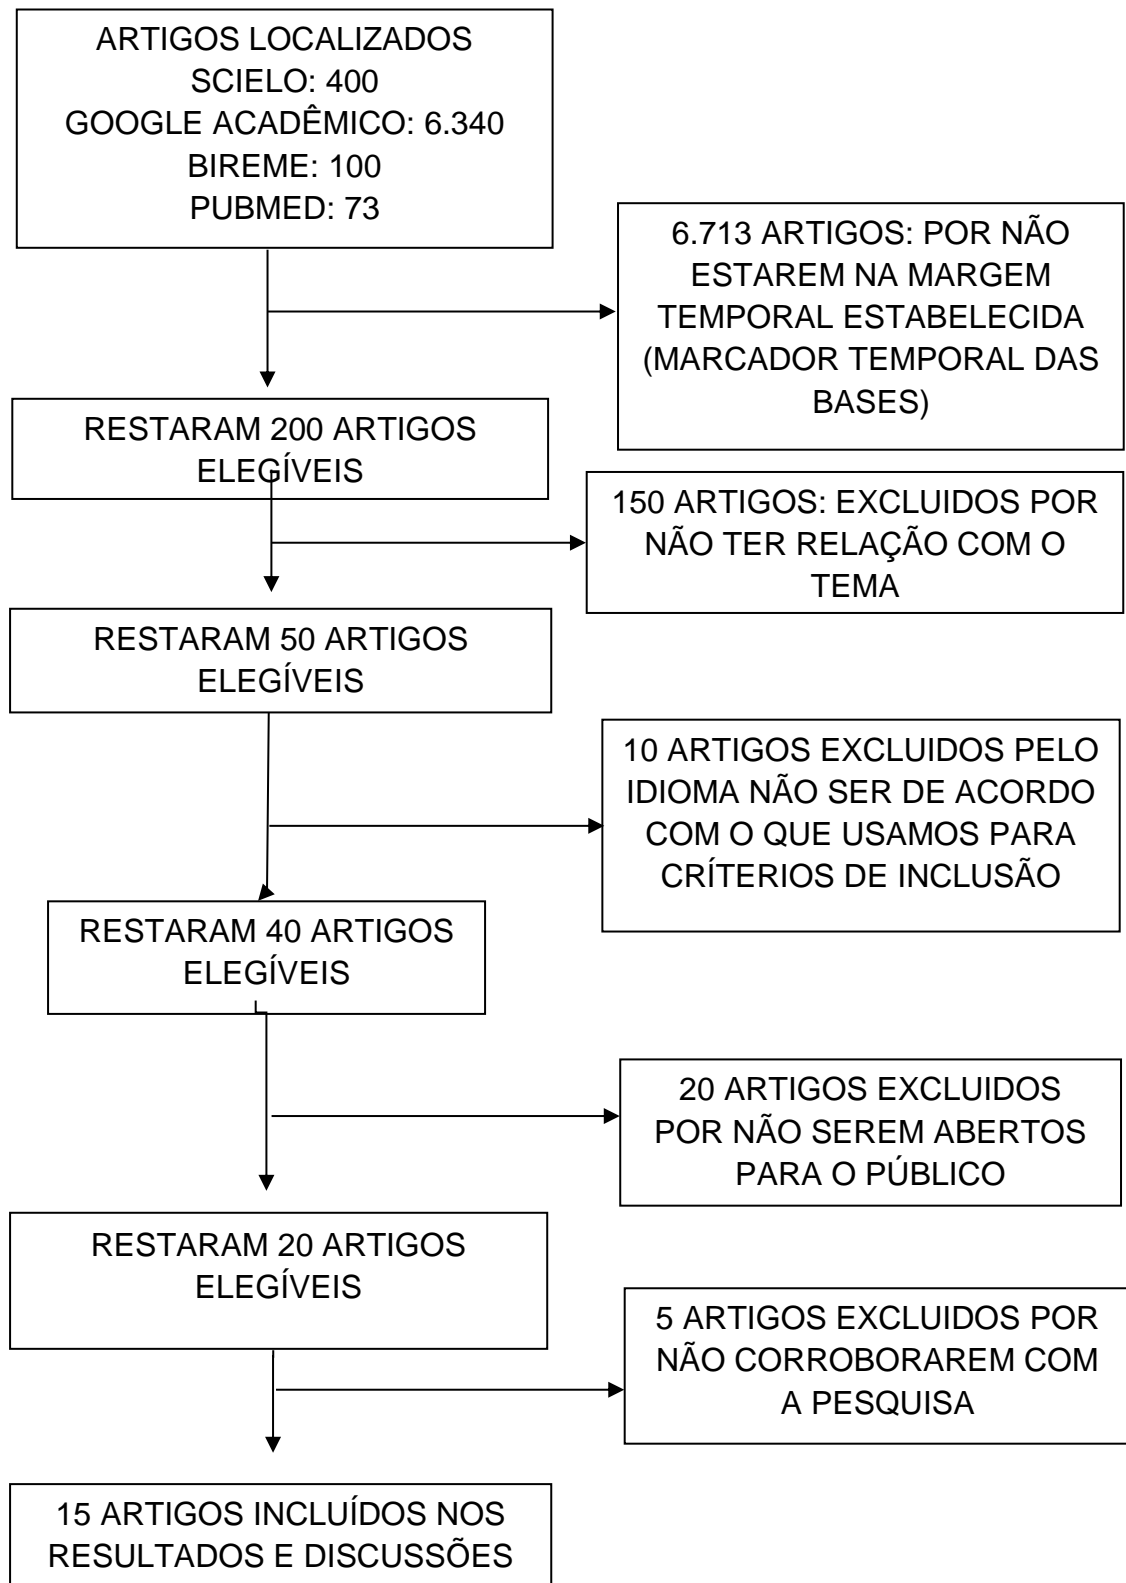 ARTIGOS LOCALIZADOS
SCIELO: 400
GOOGLE ACADÊMICO: 6.340
BIREME: 100
PUBMED: 73
6.713 ARTIGOS: POR NÃO
ESTAREM NA MARGEM
TEMPORAL ESTABELECIDA
(MARCADOR TEMPORAL DAS
BASES)
RESTARAM 200 ARTIGOS
ELEGÍVEIS
150 ARTIGOS: EXCLUIDOS POR
NÃO TER RELAÇÃO COM O
TEMA
RESTARAM 50 ARTIGOS
ELEGÍVEIS
10 ARTIGOS EXCLUIDOS PELO
IDIOMA NÃO SER DE ACORDO
COM O QUE USAMOS PARA
CRÍTERIOS DE INCLUSÃO
RESTARAM 40 ARTIGOS
ELEGÍVEIS
20 ARTIGOS EXCLUIDOS
POR NÃO SEREM ABERTOS
PARA O PÚBLICO
RESTARAM 20 ARTIGOS
ELEGÍVEIS
5 ARTIGOS EXCLUIDOS POR
NÃO CORROBORAREM COM
A PESQUISA
15 ARTIGOS INCLUÍDOS NOS
RESULTADOS E DISCUSSÕES